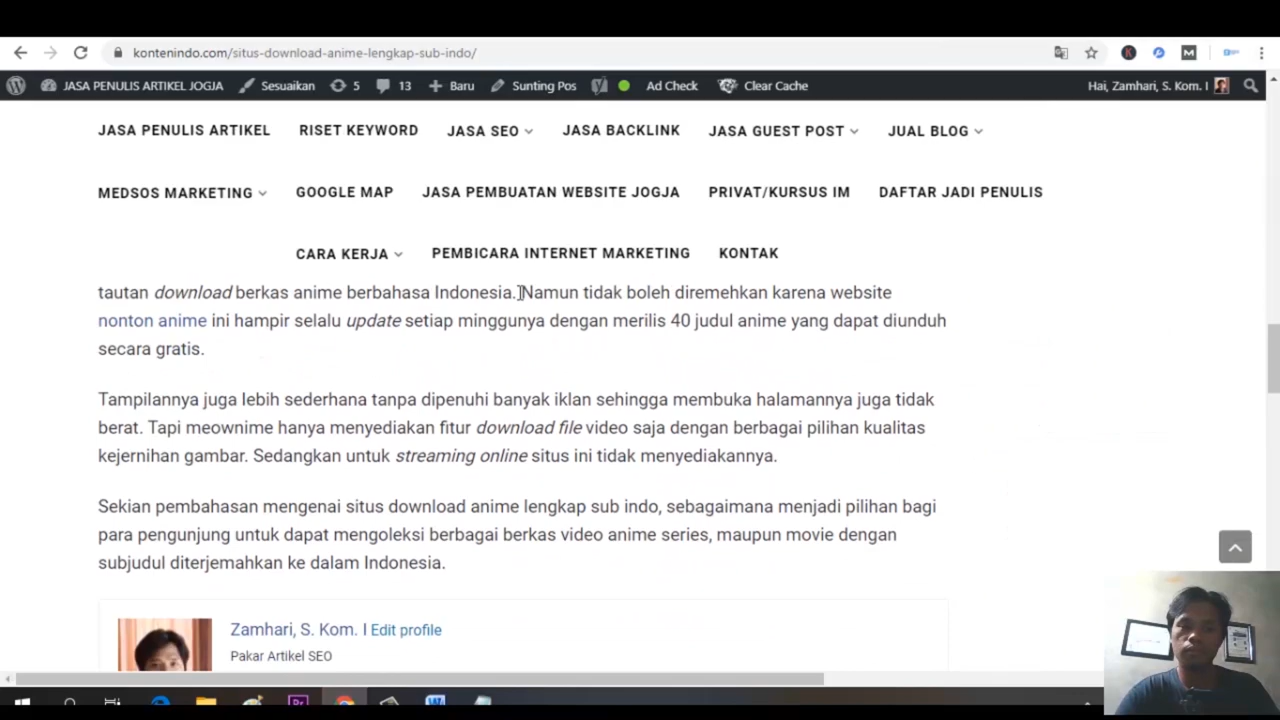 kontenindo.com/situs-download-anime-lengkap-sub-indo/
JASA PENULIS ARTIKEL JOGJA Sesuaikan 5 13 Baru Sunting Pos Ad Check Clear Cache Hai, Zamhari, S. Kom. I
JASA PENULIS ARTIKEL RISET KEYWORD JASA SEO JASA BACKLINK JASA GUEST POST JUAL BLOG
MEDSOS MARKETING GOOGLE MAP JASA PEMBUATAN WEBSITE JOGJA PRIVAT/KURSUS IM DAFTAR JADI PENULIS
CARA KERJA PEMBICARA INTERNET MARKETING KONTAK
tautan download berkas anime berbahasa Indonesia. Namun tidak boleh diremehkan karena website
nonton anime ini hampir selalu update setiap minggunya dengan merilis 40 judul anime yang dapat diunduh
secara gratis.
Tampilannya juga lebih sederhana tanpa dipenuhi banyak iklan sehingga membuka halamannya juga tidak
berat. Tapi meownime hanya menyediakan fitur download file video saja dengan berbagai pilihan kualitas
kejernihan gambar. Sedangkan untuk streaming online situs ini tidak menyediakannya.
Sekian pembahasan mengenai situs download anime lengkap sub indo, sebagaimana menjadi pilihan bagi
para pengunjung untuk dapat mengoleksi berbagai berkas video anime series, maupun movie dengan
subjudul diterjemahkan ke dalam Indonesia.
Zamhari, S. Kom. I Edit profile
Pakar Artikel SEO